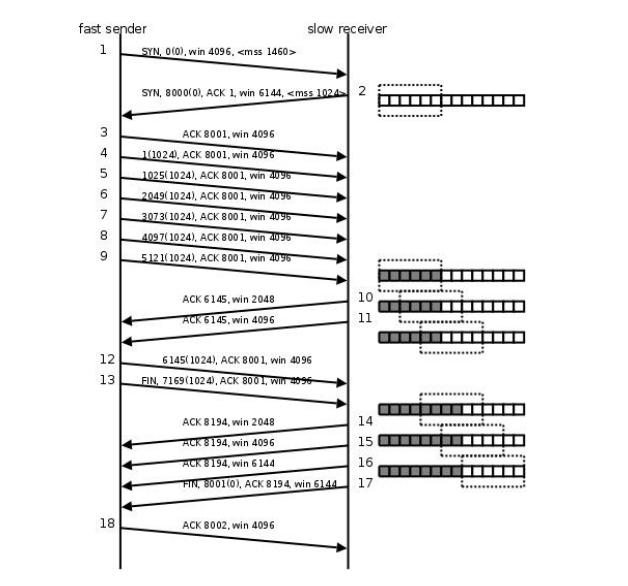 fast sender slow receiver
1 SYN, 0(0), win 4096, <mss 1460>
SYN, 8000(0), ACK 1, win 6144, <mss 1024> 2
3 ACK 8001, win 4096
4 1(1024), ACK 8001, win 4096
5 1025(1024), ACK 8001, win 4096
6 2049(1024), ACK 8001, win 4096
7 3073(1024), ACK 8001, win 4096
8 4097(1024), ACK 8001, win 4096
9 5121(1024), ACK 8001, win 4096
ACK 6145, win 2048 10
ACK 6145, win 4096 11
12 6145(1024), ACK 8001, win 4096
13 FIN, 7169(1024), ACK 8001, win 4096
ACK 8194, win 2048 14
ACK 8194, win 4096 15
ACK 8194, win 6144 16
FIN, 8001(0), ACK 8194, win 6144 17
18 ACK 8002, win 4096